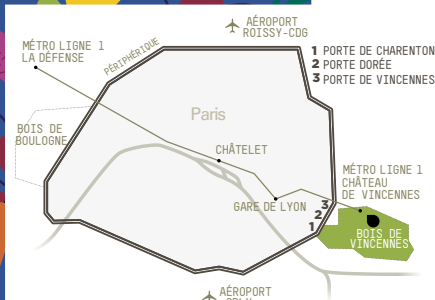 AÉROPORT
ROISSY-CDG
MÉTRO LIGNE 1
LA DÉFENSE
PÉRIPHÉRIQUE
1 PORTE DE CHARENTON
2 PORTE DORÉE
3 PORTE DE VINCENNES
Paris
BOIS DE
BOULOGNE
CHÂTELET
MÉTRO LIGNE 1
CHÂTEAU
DE VINCENNES
GARE DE LYON
3
2
1
BOIS DE
VINCENNES
AÉROPORT